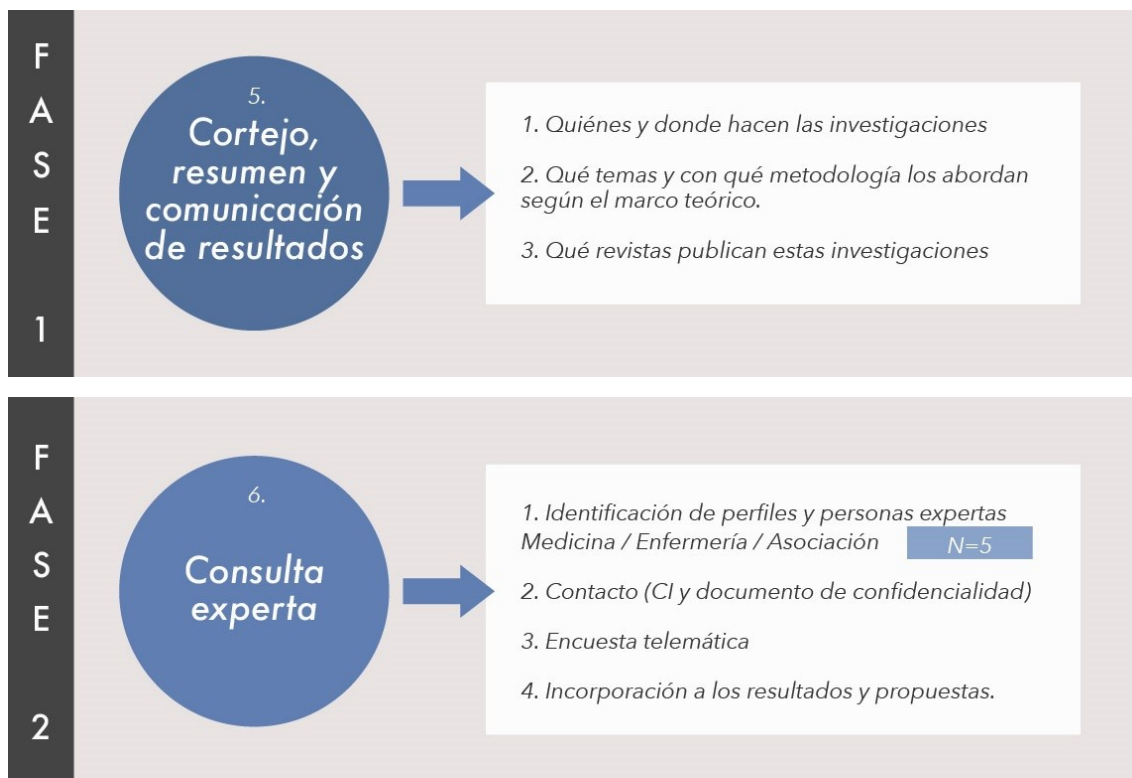 FASE 1
5.
Cortejo,
resumen y
comunicación
de resultados
1. Quiénes y donde hacen las investigaciones
2. Qué temas y con qué metodología los abordan
según el marco teórico.
3. Qué revistas publican estas investigaciones
FASE 2
6.
Consulta
experta
1. Identificación de perfiles y personas expertas
Medicina / Enfermería / Asociación N=5
2. Contacto (CI y documento de confidencialidad)
3. Encuesta telemática
4. Incorporación a los resultados y propuestas.